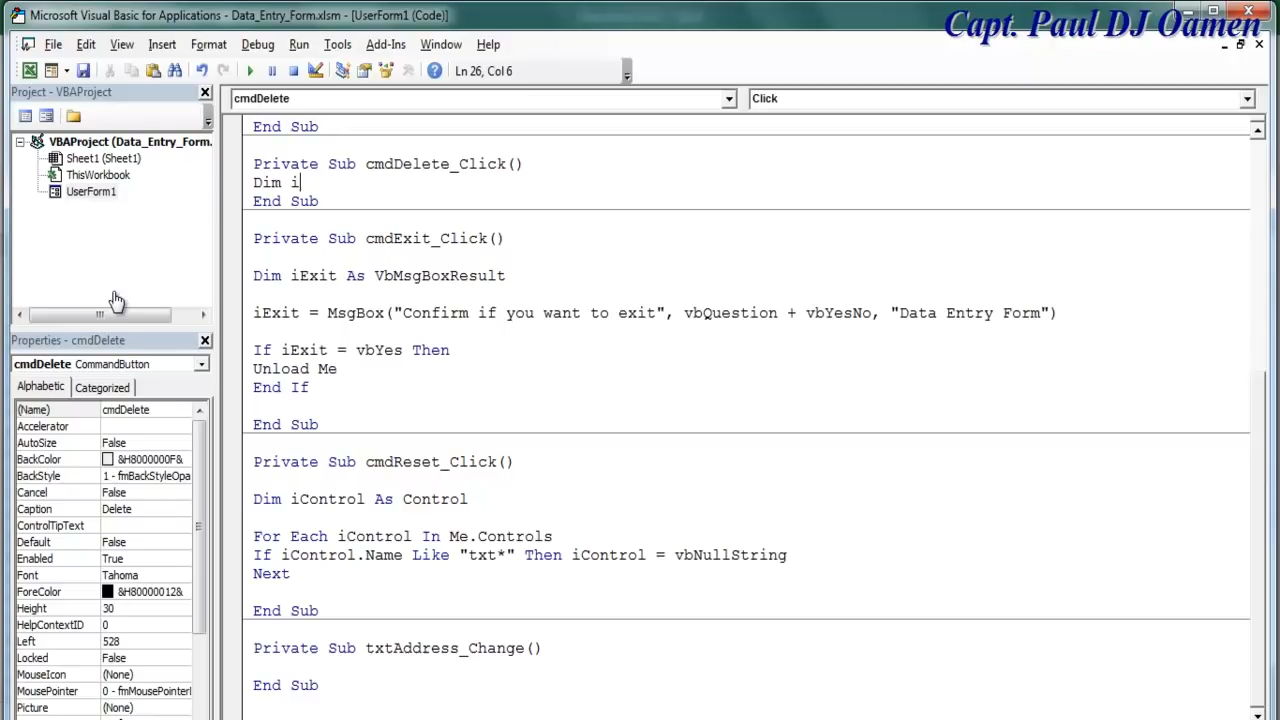 Microsoft Visual Basic for Applications - Data_Entry_Form.xlsm - [UserForm1 (Code)]
Capt. Paul DJ Oamen
File Edit View Insert Format Debug Run Tools Add-Ins Window Help
Ln 26, Col 6
Project - VBAProject
cmdDelete
Click
VBAProject (Data_Entry_Form.
Sheet1 (Sheet1)
ThisWorkbook
UserForm1
End Sub
Private Sub cmdDelete_Click()
Dim i
End Sub
Private Sub cmdExit_Click()
Dim iExit As VbMsgBoxResult
iExit = MsgBox("Confirm if you want to exit", vbQuestion + vbYesNo, "Data Entry Form")
If iExit = vbYes Then
Unload Me
End If
End Sub
Private Sub cmdReset_Click()
Dim iControl As Control
For Each iControl In Me.Controls
If iControl.Name Like "txt*" Then iControl = vbNullString
Next
End Sub
Private Sub txtAddress_Change()
End Sub
Properties - cmdDelete
cmdDelete CommandButton
Alphabetic Categorized
(Name) cmdDelete
Accelerator
AutoSize False
BackColor &H8000000F&
BackStyle 1 - fmBackStyleOpa
Cancel False
Caption Delete
ControlTipText
Default False
Enabled True
Font Tahoma
ForeColor &H80000012&
Height 30
HelpContextID 0
Left 528
Locked False
MouseIcon (None)
MousePointer 0 - fmMousePointerl
Picture (None)